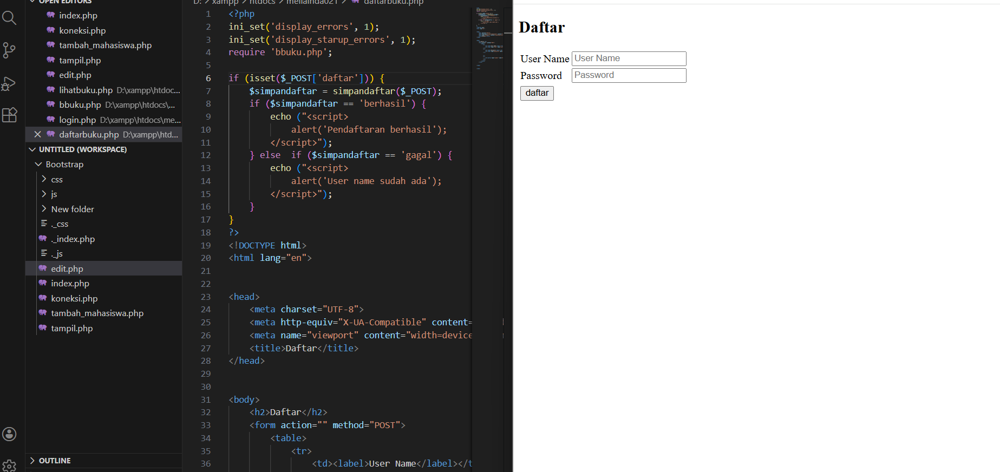 OPEN EDITORS
index.php
koneksi.php
tambah_mahasiswa.php
tampil.php
edit.php
lihatbuku.php D:\xampp\htdoc...
bbuku.php D:\xampp\htdocs\...
login.php D:\xampp\htdocs\me...
daftarbuku.php D:\xampp\htd...
UNTITLED (WORKSPACE)
Bootstrap
css
js
New folder
._css
._index.php
._js
edit.php
index.php
koneksi.php
tambah_mahasiswa.php
tampil.php
OUTLINE
D: > xampp > htdocs > meilainda021 > daftarbuku.php
1 <?php
2 ini_set('display_errors', 1);
3 ini_set('display_starup_errors', 1);
4 require 'bbuku.php';
5
6 if (isset($_POST['daftar'])) {
7 $simpandaftar = simpandaftar($_POST);
8 if ($simpandaftar == 'berhasil') {
9 echo ("<script>
10 alert('Pendaftaran berhasil');
11 </script>");
12 } else  if ($simpandaftar == 'gagal') {
13 echo ("<script>
14 alert('User name sudah ada');
15 </script>");
16 }
17 }
18 ?>
19 <!DOCTYPE html>
20 <html lang="en">
21
22
23 <head>
24 <meta charset="UTF-8">
25 <meta http-equiv="X-UA-Compatible" content=
26 <meta name="viewport" content="width=device
27 <title>Daftar</title>
28 </head>
29
30
31 <body>
32 <h2>Daftar</h2>
33 <form action="" method="POST">
34 <table>
35 <tr>
36 <td><label>User Name</label></t
Daftar
User Name User Name
Password Password
daftar